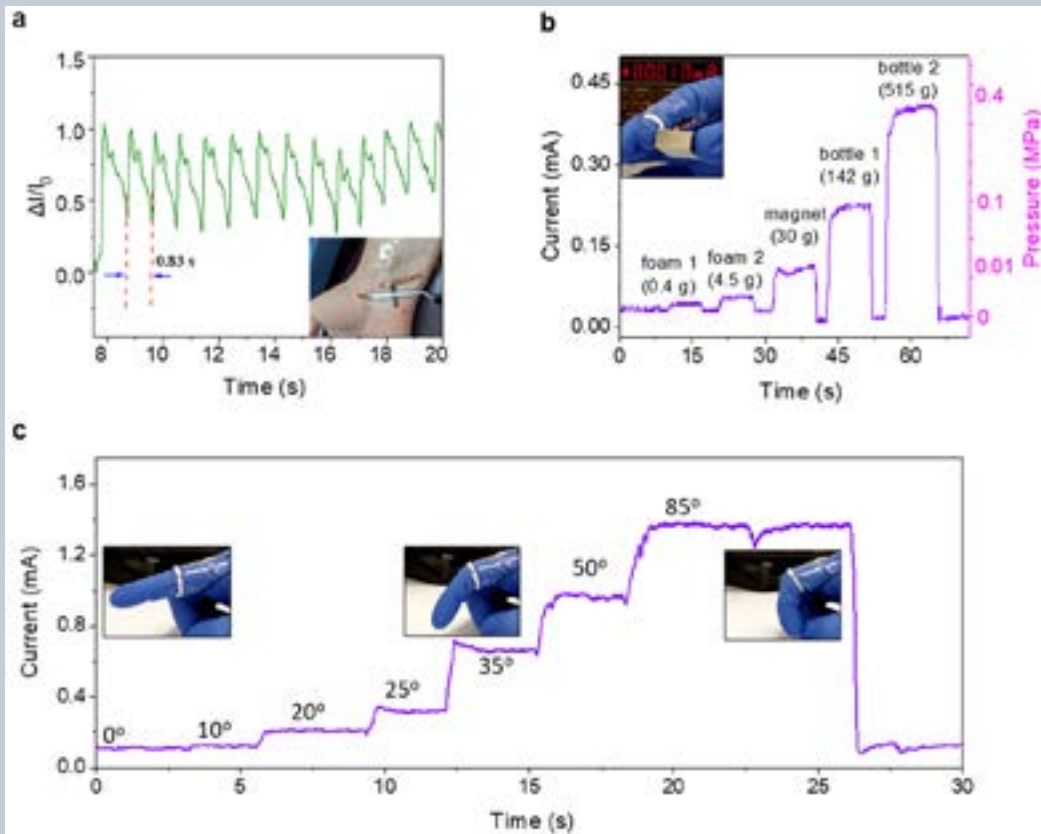 a
1.5
1.0
0.5
0.0
ΔI/I₀
0.83 s
8 10 12 14 16 18 20
Time (s)
b
0.45
0.30
0.15
0.00
Current (mA)
foam 1
(0.4 g)
foam 2
(4.5 g)
magnet
(30 g)
bottle 1
(142 g)
bottle 2
(515 g)
0.4
0.1
0.01
0
Pressure (MPa)
0 15 30 45 60
Time (s)
c
1.6
1.2
0.8
0.4
0.0
Current (mA)
0°
10°
20°
25°
35°
50°
85°
0 5 10 15 20 25 30
Time (s)